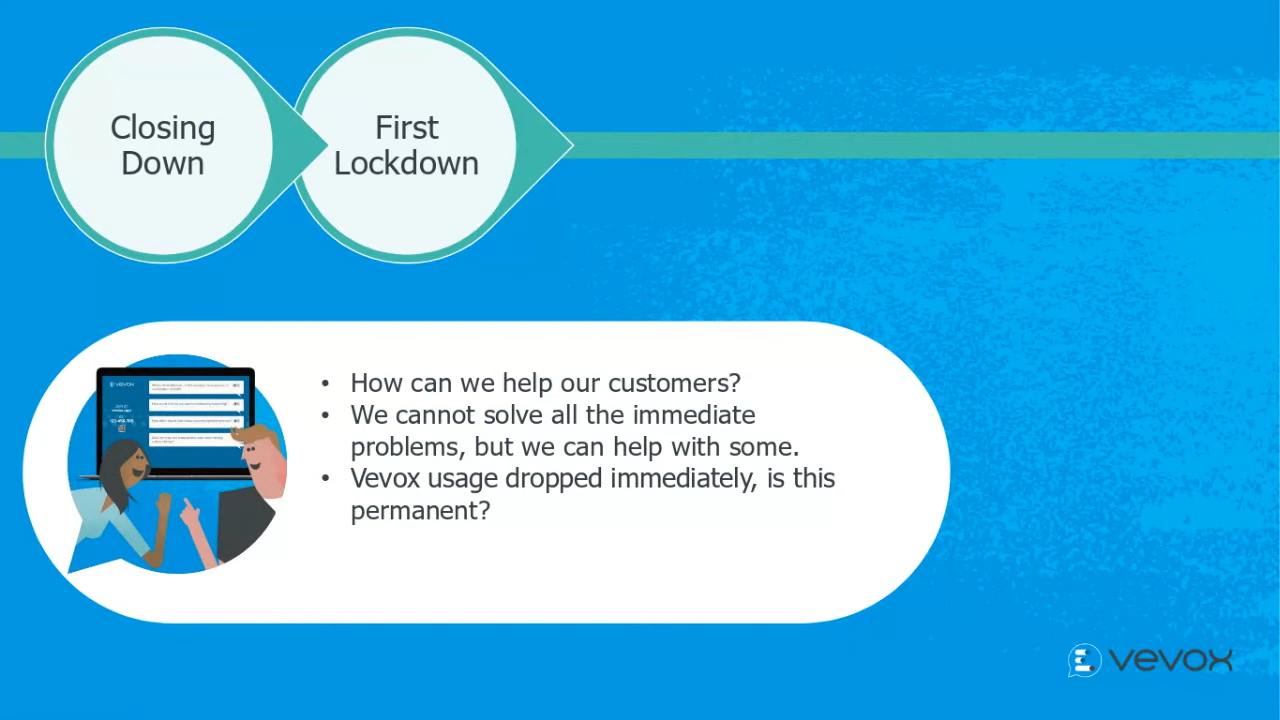 Closing
Down
First
Lockdown
• How can we help our customers?
• We cannot solve all the immediate
problems, but we can help with some.
• Vevox usage dropped immediately, is this
permanent?
vevox
vevox